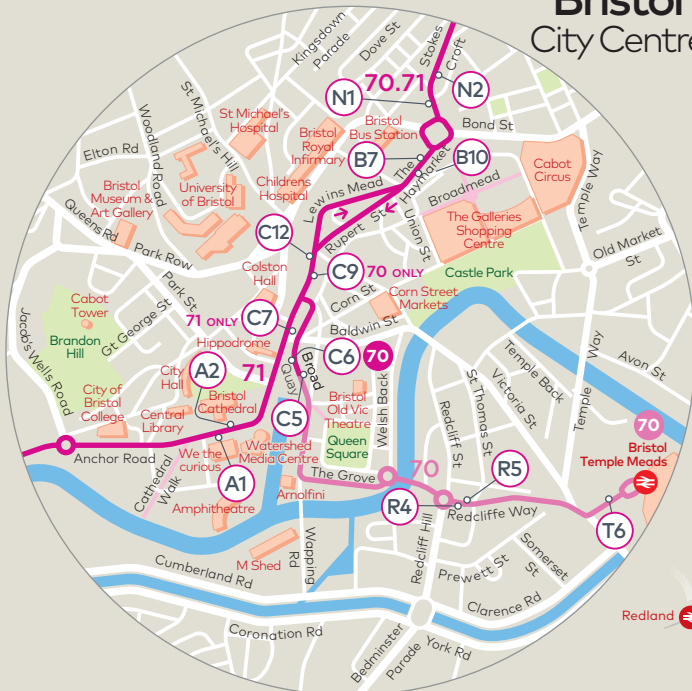 Bristol
City Centre
Kingsdown
Parade
Dove St
Stokes
Croft
70.71
N1
N2
St Michael's
Hospital
Bristol
Royal
Infirmary
Bristol
Bus Station
Bond St
Woodland Road
St Michael's Hill
Elton Rd
B7
B10
The
Haymarket
Cabot
Circus
Temple Way
University
of Bristol
Childrens
Hospital
Lewins Mead
Broadmead
Bristol
Museum &
Art Gallery
Queens Rd
Park Row
C12
Rupert St
Union St
The Galleries
Shopping
Centre
Old Market
St
Colston
Hall
C9
70 ONLY
Castle Park
Park St
Corn St
Corn Street
Markets
Cabot
Tower
Gt George St
71 ONLY
C7
Baldwin St
Jacob's Wells Road
Brandon
Hill
Hippodrome
C6
70
Temple Back
Avon St
A2
71
Broad
Quay
City
Hall
Victoria St
Temple Way
City of
Bristol
College
Bristol
Cathedral
Bristol
Old Vic
Theatre
Welsh Back
St Thomas St
Redcliff St
70
Central
Library
C5
Queen
Square
Bristol
Temple Meads
Anchor Road
We the
curious
Watershed
Media Centre
The Grove
70
R5
Cathedral
Walk
A1
Arnolfini
R4
Redcliffe Way
T6
Amphitheatre
M Shed
Wapping
Rd
Redcliff Hill
Prewett St
Somerset
St
Cumberland Rd
Clarence Rd
Redland
Coronation Rd
Bedminster
Parade
York Rd